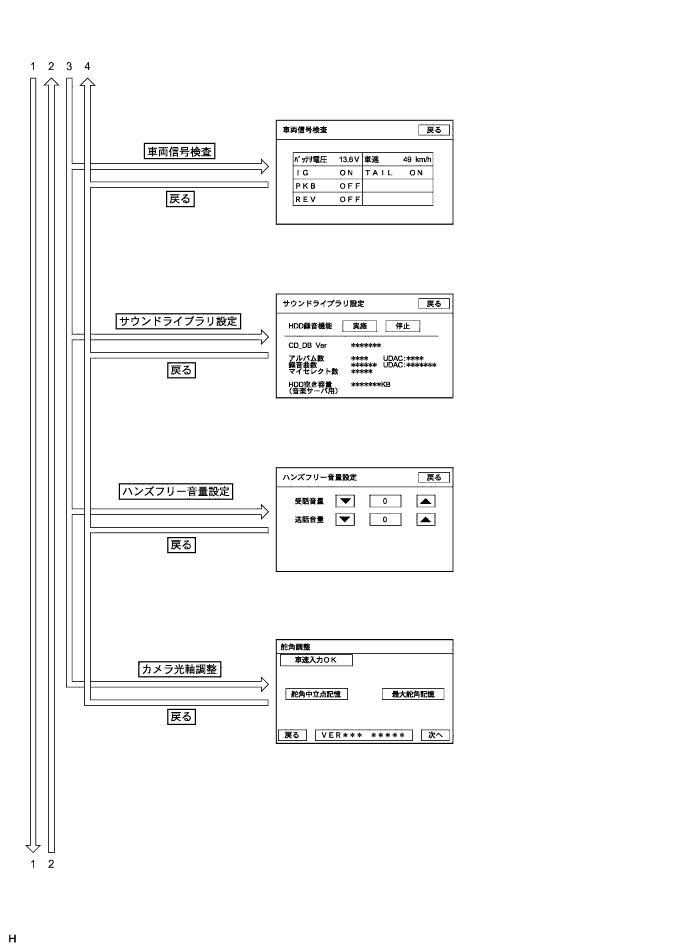 1 2 3 4
車両信号検査 戻る
車両信号検査
ﾊﾞｯﾃﾘ電圧 13.6V 車速 49 km/h
IG ON TAIL ON
戻る
PKB OFF
REV OFF
サウンドライブラリ設定 戻る
サウンドライブラリ設定
HDD録音機能 実施 停止
CD_DB Ver *******
アルバム数 **** UDAC:****
戻る
録音曲数 ****** UDAC:*******
マイセレクト数 *****
HDD空き容量 *******KB
(音楽サーバ用)
ハンズフリー音量設定 戻る
ハンズフリー音量設定
受話音量 ▼ 0 ▲
送話音量 ▼ 0 ▲
戻る
舵角調整
車速入力OK
カメラ光軸調整
舵角中立点記憶 最大舵角記憶
戻る
戻る VER*** ***** 次へ
1 2
H